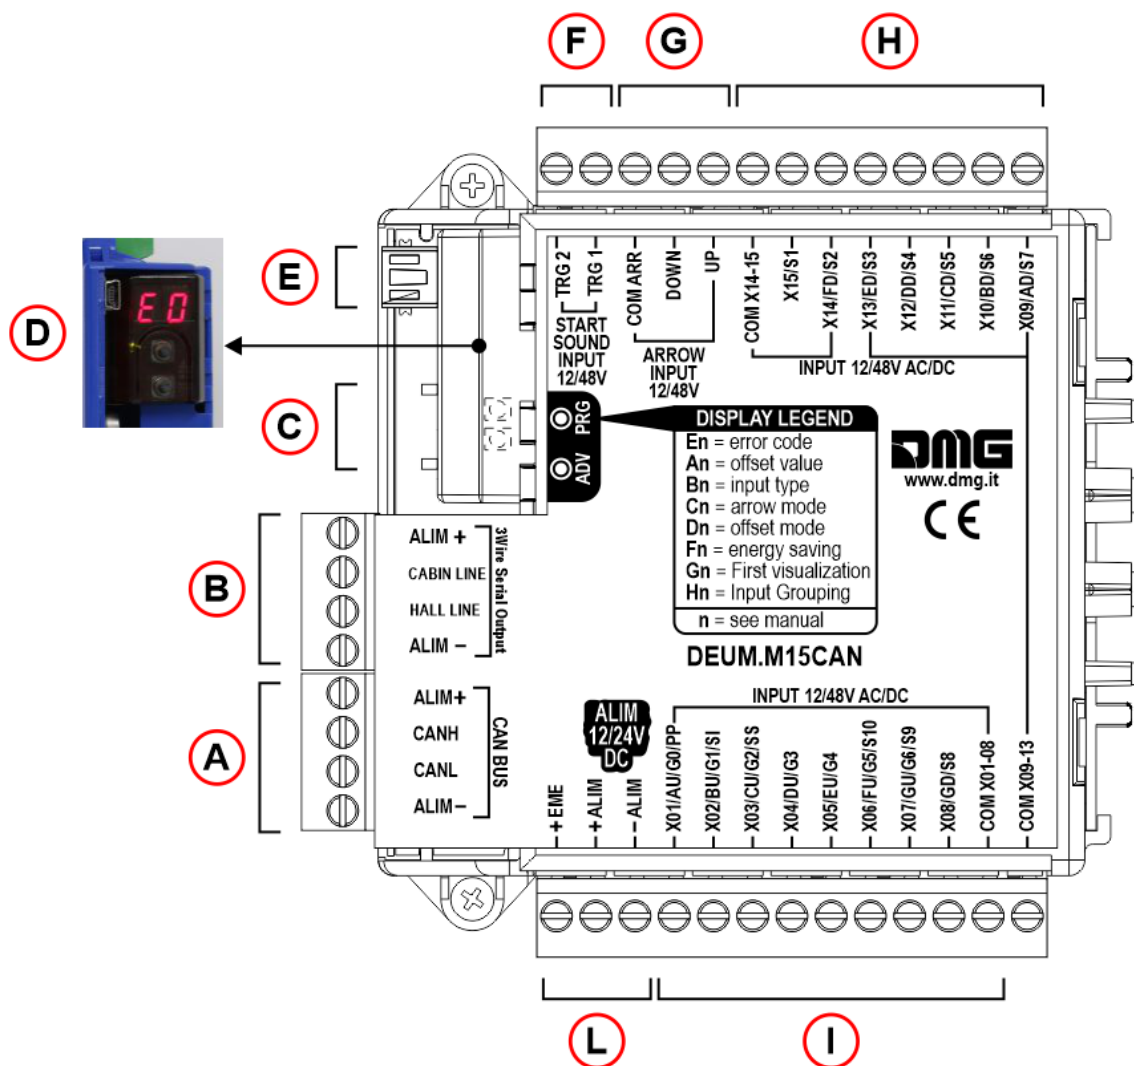 F
G
H
E
D
C
B
A
L
I
E0
TRG 2
TRG 1
START
SOUND
INPUT
12/48V
COM ARR
DOWN
UP
ARROW
INPUT
12/48V
COM X14-15
X15/S1
X14/FD/S2
X13/ED/S3
X12/DD/S4
X11/CD/S5
X10/BD/S6
X09/AD/S7
INPUT 12/48V AC/DC
PRG
ADV
DISPLAY LEGEND
En = error code
An = offset value
Bn = input type
Cn = arrow mode
Dn = offset mode
Fn = energy saving
Gn = First visualization
Hn = Input Grouping
n = see manual
DMG
www.dmg.it
CE
DEUM.M15CAN
ALIM +
CABIN LINE
HALL LINE
ALIM –
3Wire Serial Output
ALIM+
CANH
CANL
ALIM–
CAN BUS
ALIM
12/24V
DC
INPUT 12/48V AC/DC
+ EME
+ ALIM
– ALIM
X01/AU/G0/PP
X02/BU/G1/SI
X03/CU/G2/SS
X04/DU/G3
X05/EU/G4
X06/FU/G5/S10
X07/GU/G6/S9
X08/GD/S8
COM X01-08
COM X09-13